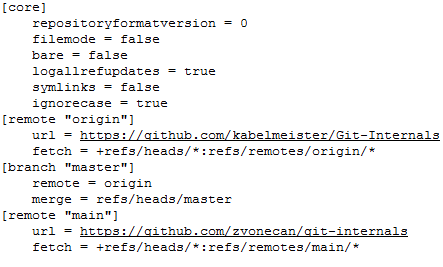 [core]
    repositoryformatversion = 0
    filemode = false
    bare = false
    logallrefupdates = true
    symlinks = false
    ignorecase = true
[remote "origin"]
    url = https://github.com/kabelmeister/Git-Internals
    fetch = +refs/heads/*:refs/remotes/origin/*
[branch "master"]
    remote = origin
    merge = refs/heads/master
[remote "main"]
    url = https://github.com/zvonecan/git-internals
    fetch = +refs/heads/*:refs/remotes/main/*